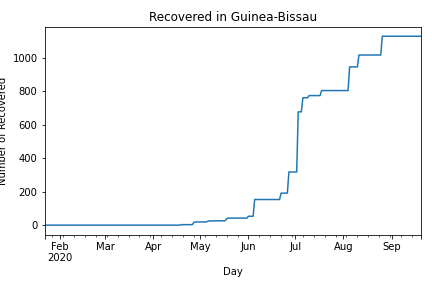 Recovered in Guinea-Bissau
Number of Recovered
1000
800
600
400
200
0
Feb Mar Apr May Jun Jul Aug Sep
2020
Day